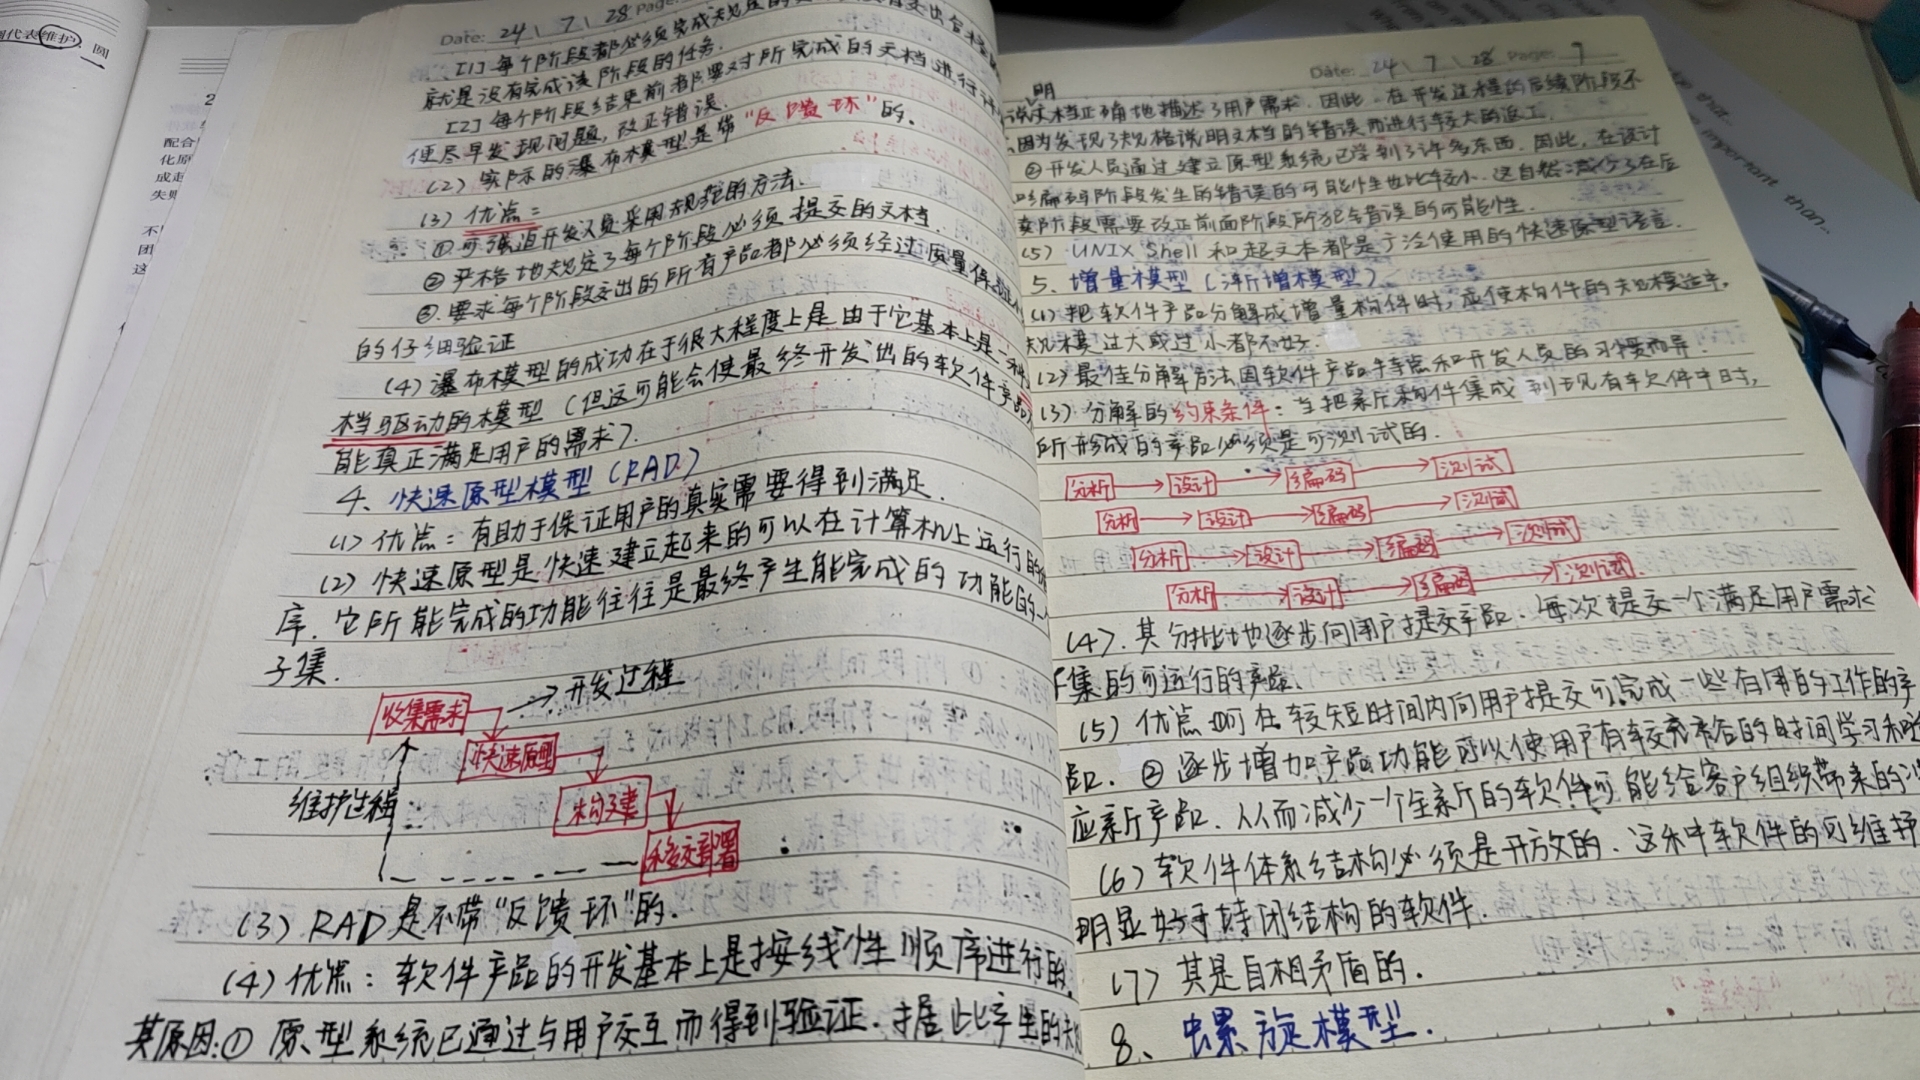 圆
代表维护
配合
化原
成起
失败
不
团
这
Date: 24 \ 7 \ 28 Page:
[1] 每个阶段都必须完成规定的
就是没有完成该阶段的任务.
[2] 每个阶段结束前都要对所完成的文档进行评
便尽早发现问题, 改正错误.
(2) 实际的瀑布模型是带“反馈环”的.
(3) 优点:
①可强迫开发人员采用规范的方法.
②严格地规定了每个阶段必须提交的文档.
③.要求每个阶段交出的所有产品都必须经过质量保证
的仔细验证
(4) 瀑布模型的成功在于很大程度上是由于它基本上是一种
档驱动的模型 (但这可能会使最终开发出的软件产品
能真正满足用户的需求).
4、快速原型模型 (RAD)
(1) 优点: 有助于保证用户的真实需要得到满足.
(2) 快速原型是快速建立起来的可以在计算机上运行的
序. 它所能完成的功能往往是最终产生能完成的功能的
子集.
收集需求
→开发过程
快速原型
维护过程
构建
移交部署
(3) RAD是不带“反馈环”的.
(4) 优点: 软件产品的开发基本上是按线性顺序进行的.
其原因:① 原型系统已通过与用户交互而得到验证. 据此产生的规
Date: 24 \ 7 \ 28 Page: 9
明
说文档正确地描述了用户需求. 因此. 在开发过程的后续阶段不
因为发现了规格说明文档的错误而进行较大的返工.
②开发人员通过建立原型系统已学到了许多东西. 因此, 在设计
编码阶段发生的错误的可能性也比较小. 这自然减少了在后
续阶段需要改正前面阶段所犯错误的可能性.
(5) UNIX Shell 和超文本都是广泛使用的快速原型语言.
5、增量模型 (渐增模型)
(1) 把软件产品分解成增量构件时, 应使构件的规模适中,
规模过大或过小都不好.
(2) 最佳分解方法因软件产品特点和开发人员的习惯而异.
(3) 分解的约束条件: 当把新构件集成到现有软件中时,
所形成的产品必须是可测试的.
分析 → 设计 → 编码 → 测试
分析 → 设计 → 编码 → 测试
分析 → 设计 → 编码 → 测试
分析 → 设计 → 编码 → 测试
(4). 其分批地逐步向用户提交产品. 每次提交一个满足用户需求
子集的可运行的产品.
(5) 优点 ①可在较短时间内向用户提交可完成一些有用的工作的产
品. ②逐步增加产品功能可以使用户有较充裕的时间学习和适
应新产品. 从而减少一个全新的软件可能给客户组织带来的冲
(6) 软件体系结构必须是开放的. 这种软件的可维护
明显好于封闭结构的软件.
(7) 其是自相矛盾的.
8、螺旋模型.